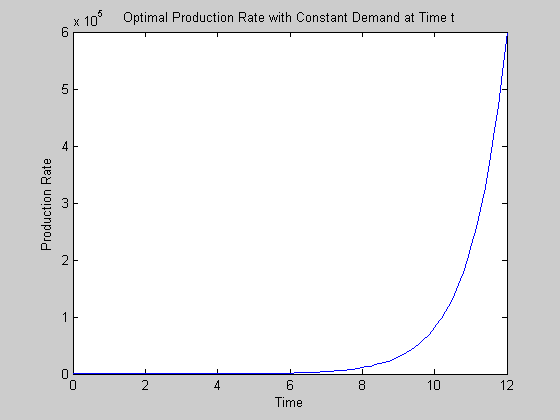 x 10^5
Optimal Production Rate with Constant Demand at Time t
6
5
4
3
2
1
0
Production Rate
0 2 4 6 8 10 12
Time